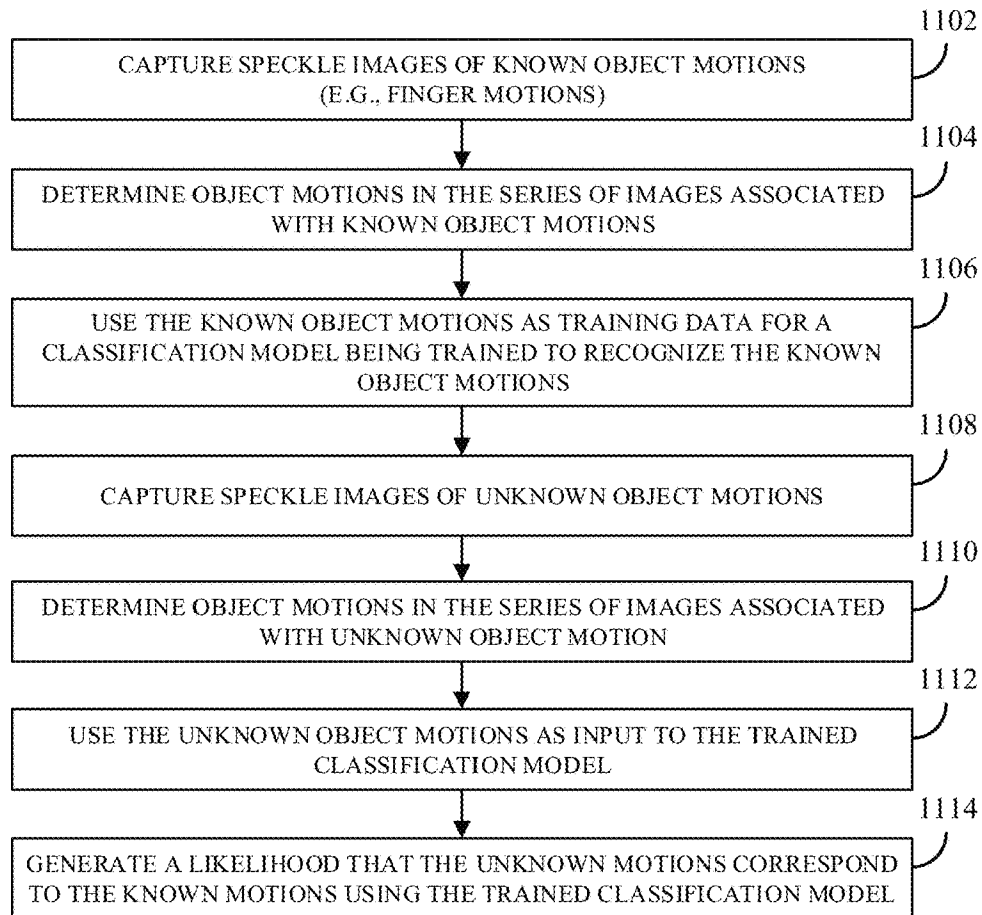 1102
CAPTURE SPECKLE IMAGES OF KNOWN OBJECT MOTIONS
(E.G., FINGER MOTIONS)
1104
DETERMINE OBJECT MOTIONS IN THE SERIES OF IMAGES ASSOCIATED
WITH KNOWN OBJECT MOTIONS
1106
USE THE KNOWN OBJECT MOTIONS AS TRAINING DATA FOR A
CLASSIFICATION MODEL BEING TRAINED TO RECOGNIZE THE KNOWN
OBJECT MOTIONS
1108
CAPTURE SPECKLE IMAGES OF UNKNOWN OBJECT MOTIONS
1110
DETERMINE OBJECT MOTIONS IN THE SERIES OF IMAGES ASSOCIATED
WITH UNKNOWN OBJECT MOTION
1112
USE THE UNKNOWN OBJECT MOTIONS AS INPUT TO THE TRAINED
CLASSIFICATION MODEL
1114
GENERATE A LIKELIHOOD THAT THE UNKNOWN MOTIONS CORRESPOND
TO THE KNOWN MOTIONS USING THE TRAINED CLASSIFICATION MODEL